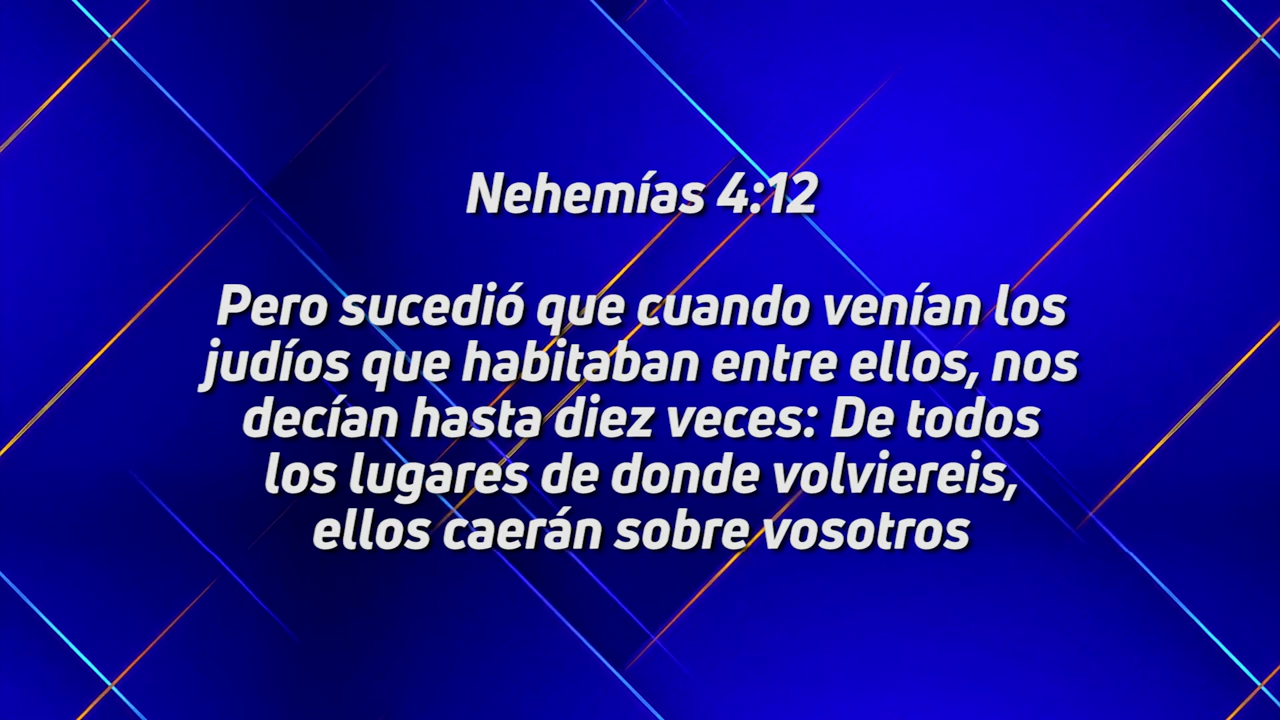 Nehemías 4:12
Pero sucedió que cuando venían los
judíos que habitaban entre ellos, nos
decían hasta diez veces: De todos
los lugares de donde volviereis,
ellos caerán sobre vosotros